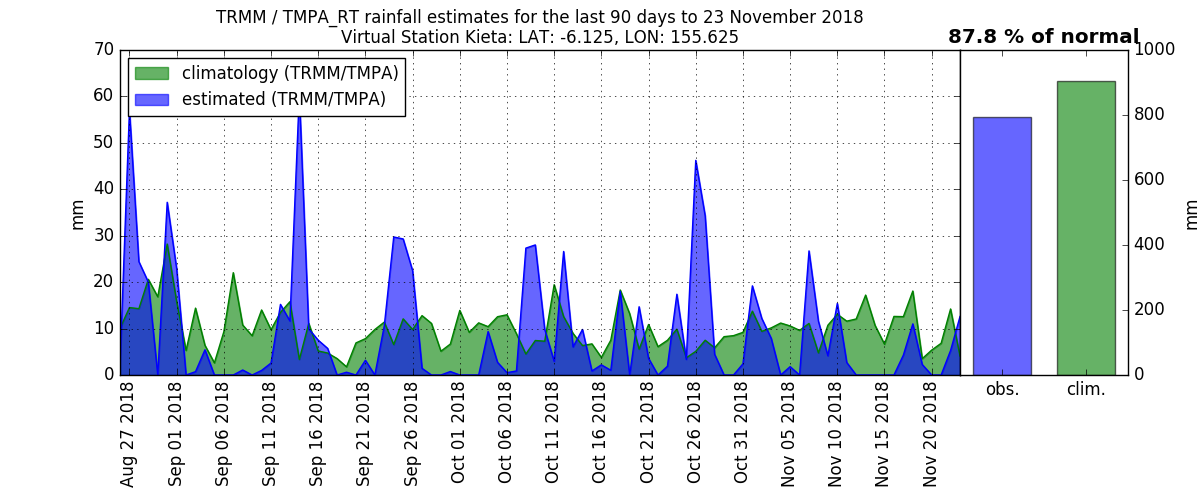 TRMM / TMPA_RT rainfall estimates for the last 90 days to 23 November 2018
Virtual Station Kieta: LAT: -6.125, LON: 155.625
87.8 % of normal
climatology (TRMM/TMPA)
estimated (TRMM/TMPA)
70
60
50
40
30
20
10
0
mm
Aug 27 2018
Sep 01 2018
Sep 06 2018
Sep 11 2018
Sep 16 2018
Sep 21 2018
Sep 26 2018
Oct 01 2018
Oct 06 2018
Oct 11 2018
Oct 16 2018
Oct 21 2018
Oct 26 2018
Oct 31 2018
Nov 05 2018
Nov 10 2018
Nov 15 2018
Nov 20 2018
obs.
clim.
1000
800
600
400
200
0
mm